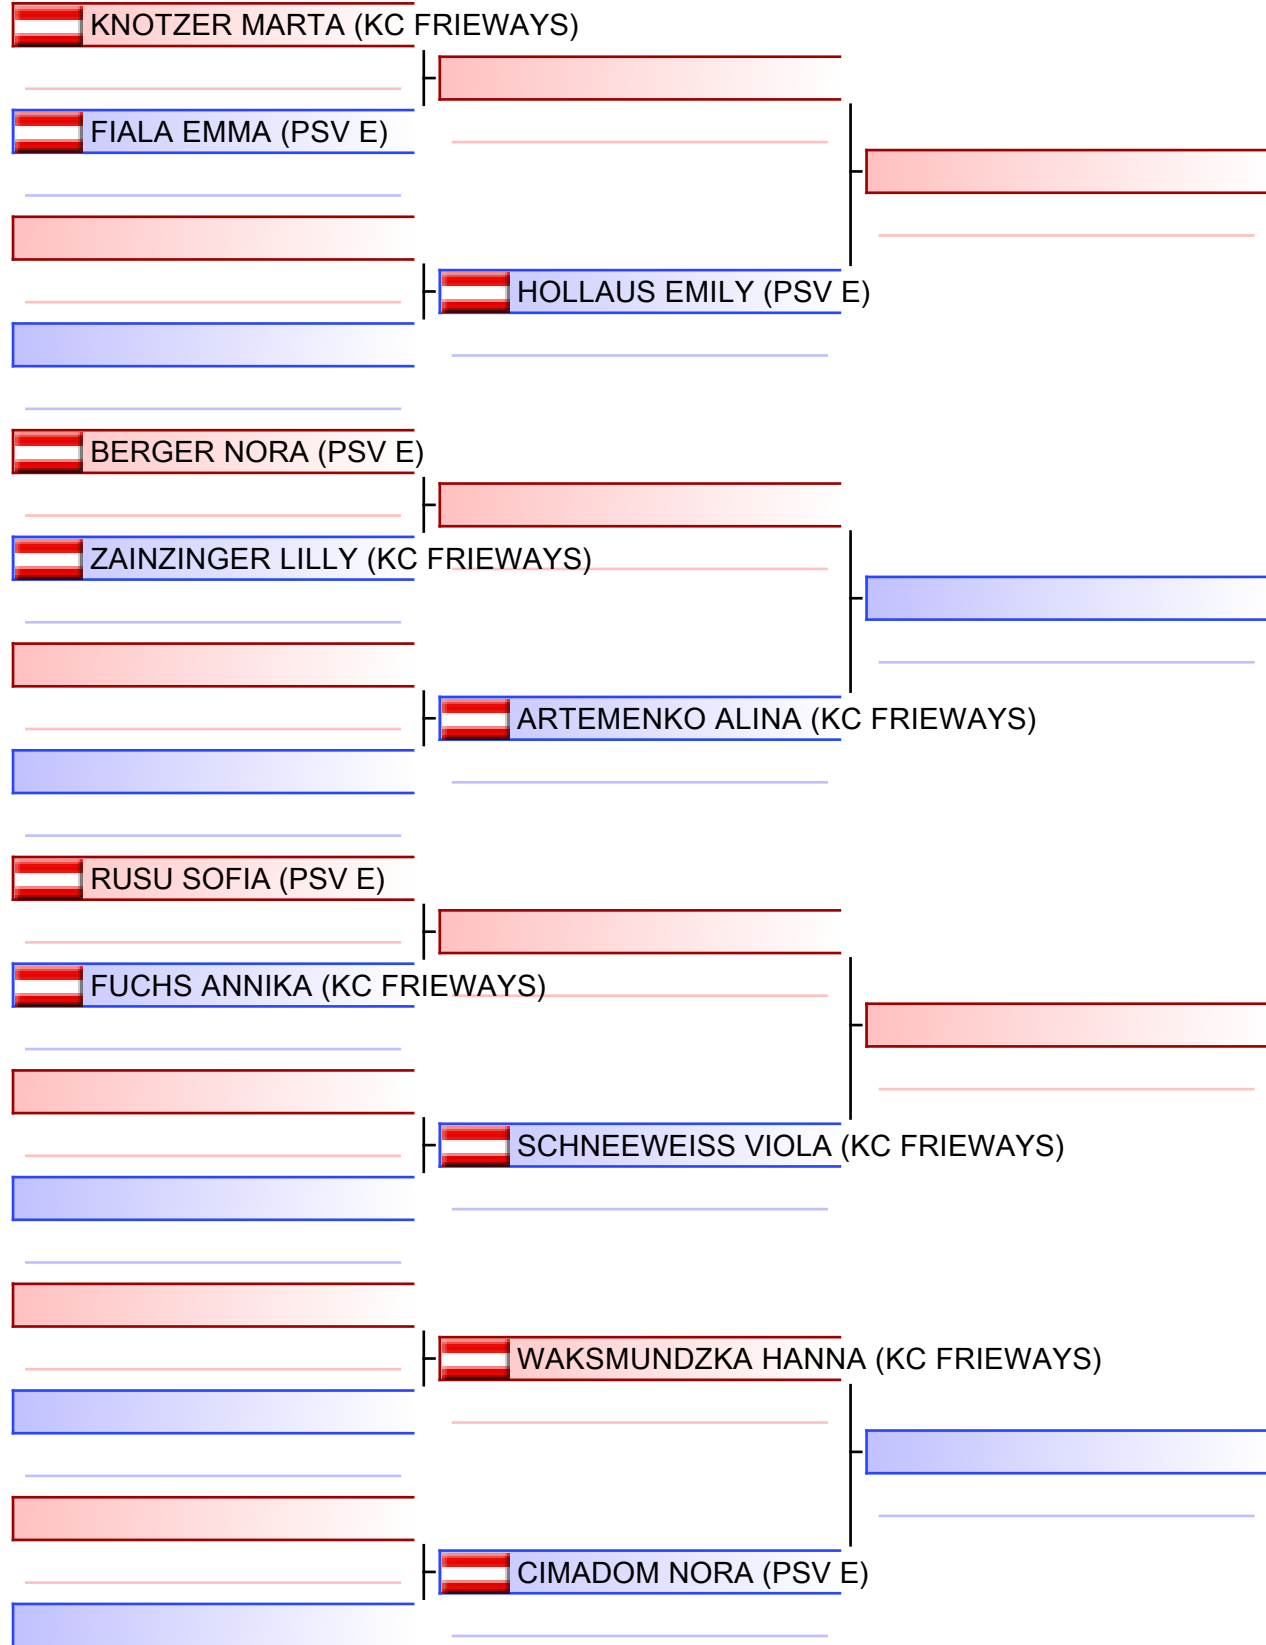 KNOTZER MARTA (KC FRIEWAYS)
FIALA EMMA (PSV E)
HOLLAUS EMILY (PSV E)
BERGER NORA (PSV E)
ZAINZINGER LILLY (KC FRIEWAYS)
ARTEMENKO ALINA (KC FRIEWAYS)
RUSU SOFIA (PSV E)
FUCHS ANNIKA (KC FRIEWAYS)
SCHNEEWEISS VIOLA (KC FRIEWAYS)
WAKSMUNDZKA HANNA (KC FRIEWAYS)
CIMADOM NORA (PSV E)